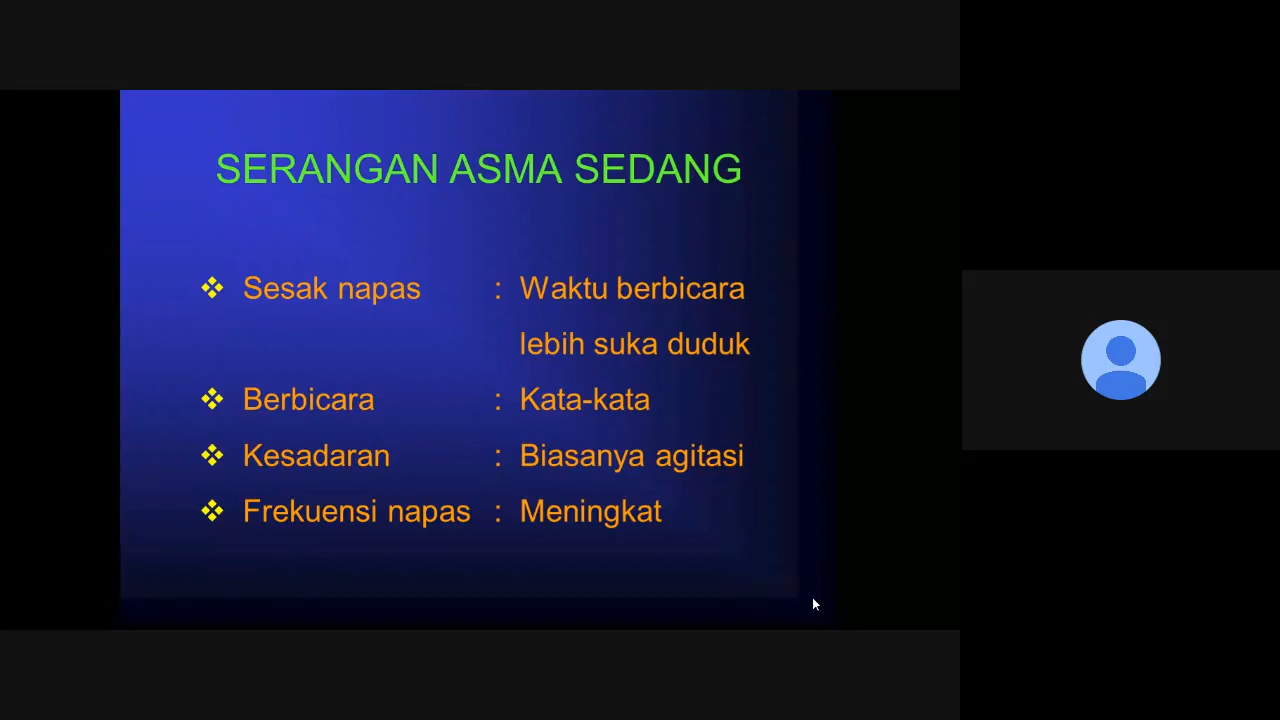 SERANGAN ASMA SEDANG
❖ Sesak napas : Waktu berbicara
lebih suka duduk
❖ Berbicara : Kata-kata
❖ Kesadaran : Biasanya agitasi
❖ Frekuensi napas : Meningkat